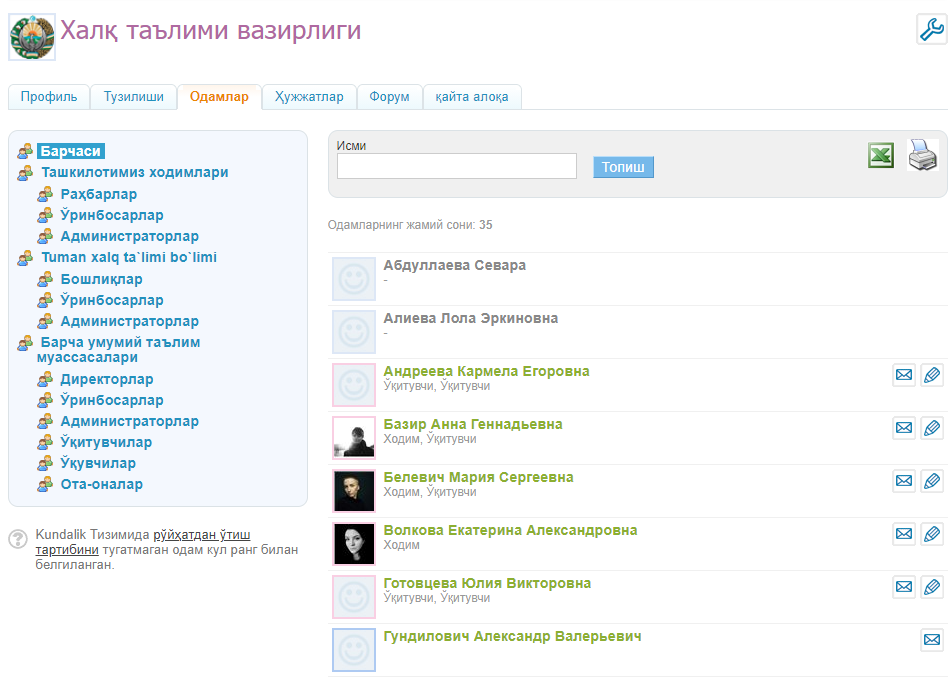 Халқ таълими вазирлиги
Профиль
Тузилиши
Одамлар
Ҳужжатлар
Форум
қайта алоқа
Барчаси
Ташкилотимиз ходимлари
Раҳбарлар
Ўринбосарлар
Администраторлар
Tuman xalq ta`limi bo`limi
Бошлиқлар
Ўринбосарлар
Администраторлар
Барча умумий таълим
муассасалари
Директорлар
Ўринбосарлар
Администраторлар
Ўқитувчилар
Ўқувчилар
Ота-оналар
Kundalik Тизимида рўйҳатдан ўтиш
тартибини тугатмаган одам кул ранг билан
белгиланган.
Исми
Топиш
Одамларнинг жамий сони: 35
Абдуллаева Севара
-
Алиева Лола Эркиновна
-
Андреева Кармела Егоровна
Ўқитувчи, Ўқитувчи
Базир Анна Геннадьевна
Ходим, Ўқитувчи
Белевич Мария Сергеевна
Ходим, Ўқитувчи
Волкова Екатерина Александровна
Ходим
Готовцева Юлия Викторовна
Ўқитувчи, Ўқитувчи
Гундилович Александр Валерьевич